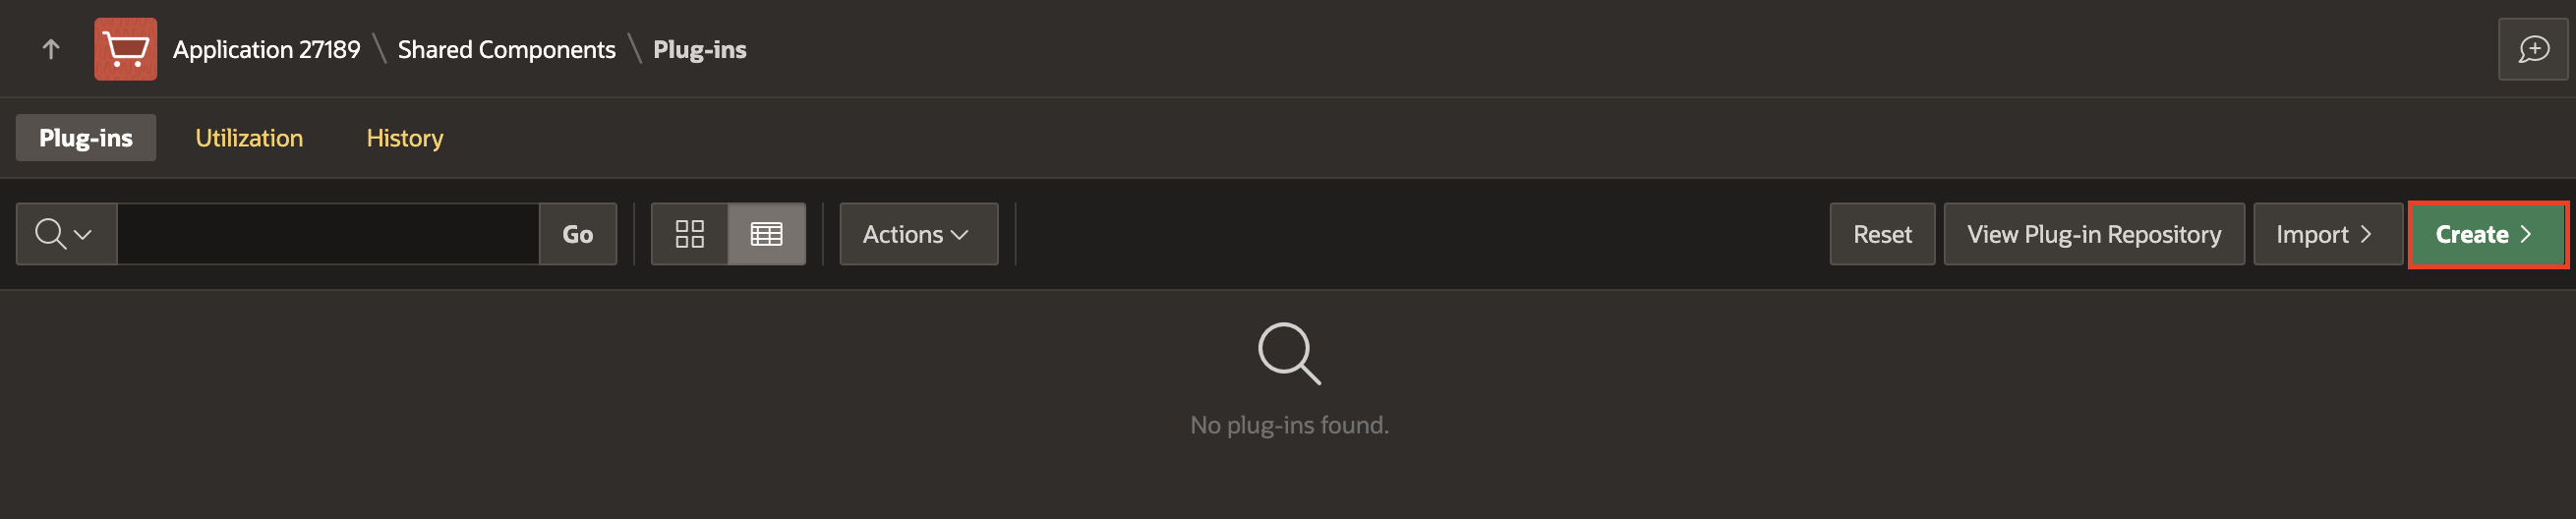 Application 27189 \ Shared Components \ Plug-ins
Plug-ins Utilization History
Go Actions Reset View Plug-in Repository Import Create
No plug-ins found.